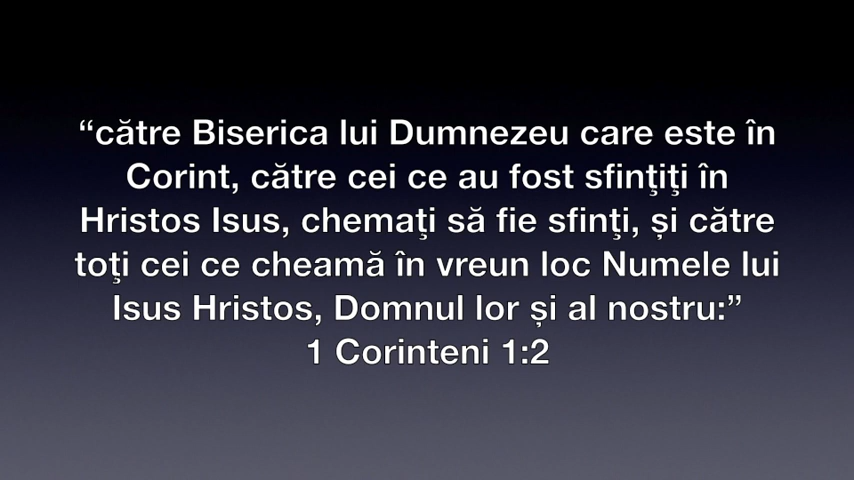 “către Biserica lui Dumnezeu care este în
Corint, către cei ce au fost sfinţiţi în
Hristos Isus, chemaţi să fie sfinţi, și către
toţi cei ce cheamă în vreun loc Numele lui
Isus Hristos, Domnul lor și al nostru:”
1 Corinteni 1:2